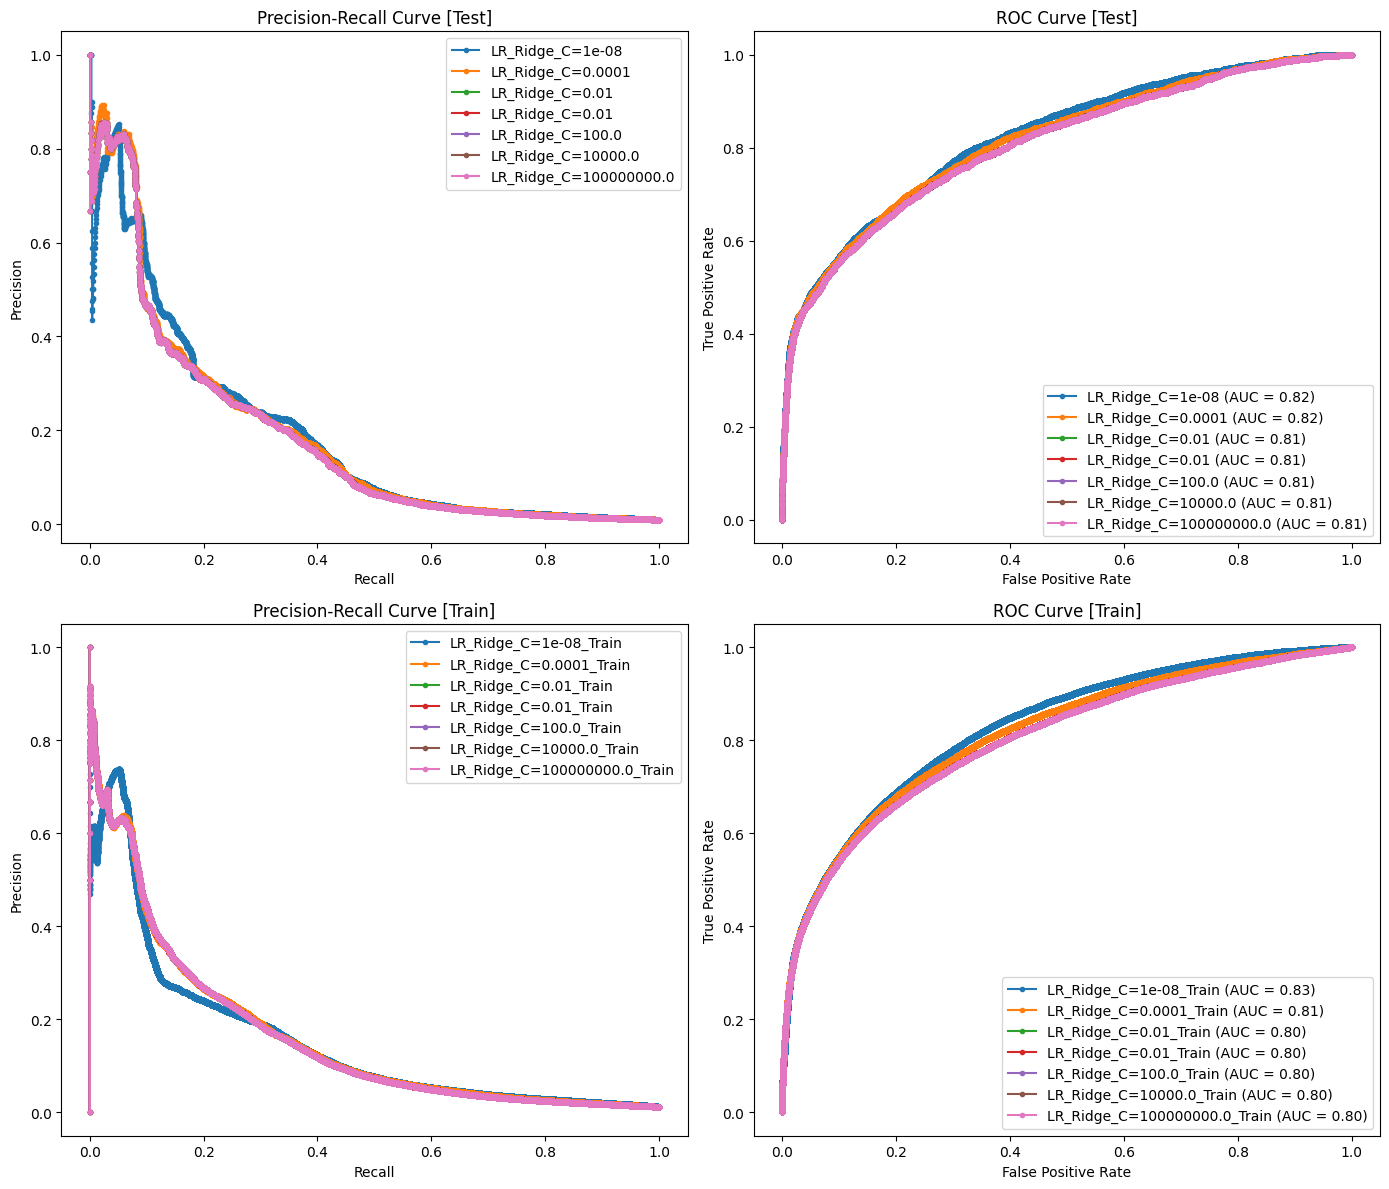 Precision-Recall Curve [Test]
1.0
0.8
0.6
0.4
0.2
0.0
Precision
0.0 0.2 0.4 0.6 0.8 1.0
Recall
LR_Ridge_C=1e-08
LR_Ridge_C=0.0001
LR_Ridge_C=0.01
LR_Ridge_C=0.01
LR_Ridge_C=100.0
LR_Ridge_C=10000.0
LR_Ridge_C=100000000.0
ROC Curve [Test]
1.0
0.8
0.6
0.4
0.2
0.0
True Positive Rate
0.0 0.2 0.4 0.6 0.8 1.0
False Positive Rate
LR_Ridge_C=1e-08 (AUC = 0.82)
LR_Ridge_C=0.0001 (AUC = 0.82)
LR_Ridge_C=0.01 (AUC = 0.81)
LR_Ridge_C=0.01 (AUC = 0.81)
LR_Ridge_C=100.0 (AUC = 0.81)
LR_Ridge_C=10000.0 (AUC = 0.81)
LR_Ridge_C=100000000.0 (AUC = 0.81)
Precision-Recall Curve [Train]
1.0
0.8
0.6
0.4
0.2
0.0
Precision
0.0 0.2 0.4 0.6 0.8 1.0
Recall
LR_Ridge_C=1e-08_Train
LR_Ridge_C=0.0001_Train
LR_Ridge_C=0.01_Train
LR_Ridge_C=0.01_Train
LR_Ridge_C=100.0_Train
LR_Ridge_C=10000.0_Train
LR_Ridge_C=100000000.0_Train
ROC Curve [Train]
1.0
0.8
0.6
0.4
0.2
0.0
True Positive Rate
0.0 0.2 0.4 0.6 0.8 1.0
False Positive Rate
LR_Ridge_C=1e-08_Train (AUC = 0.83)
LR_Ridge_C=0.0001_Train (AUC = 0.81)
LR_Ridge_C=0.01_Train (AUC = 0.80)
LR_Ridge_C=0.01_Train (AUC = 0.80)
LR_Ridge_C=100.0_Train (AUC = 0.80)
LR_Ridge_C=10000.0_Train (AUC = 0.80)
LR_Ridge_C=100000000.0_Train (AUC = 0.80)